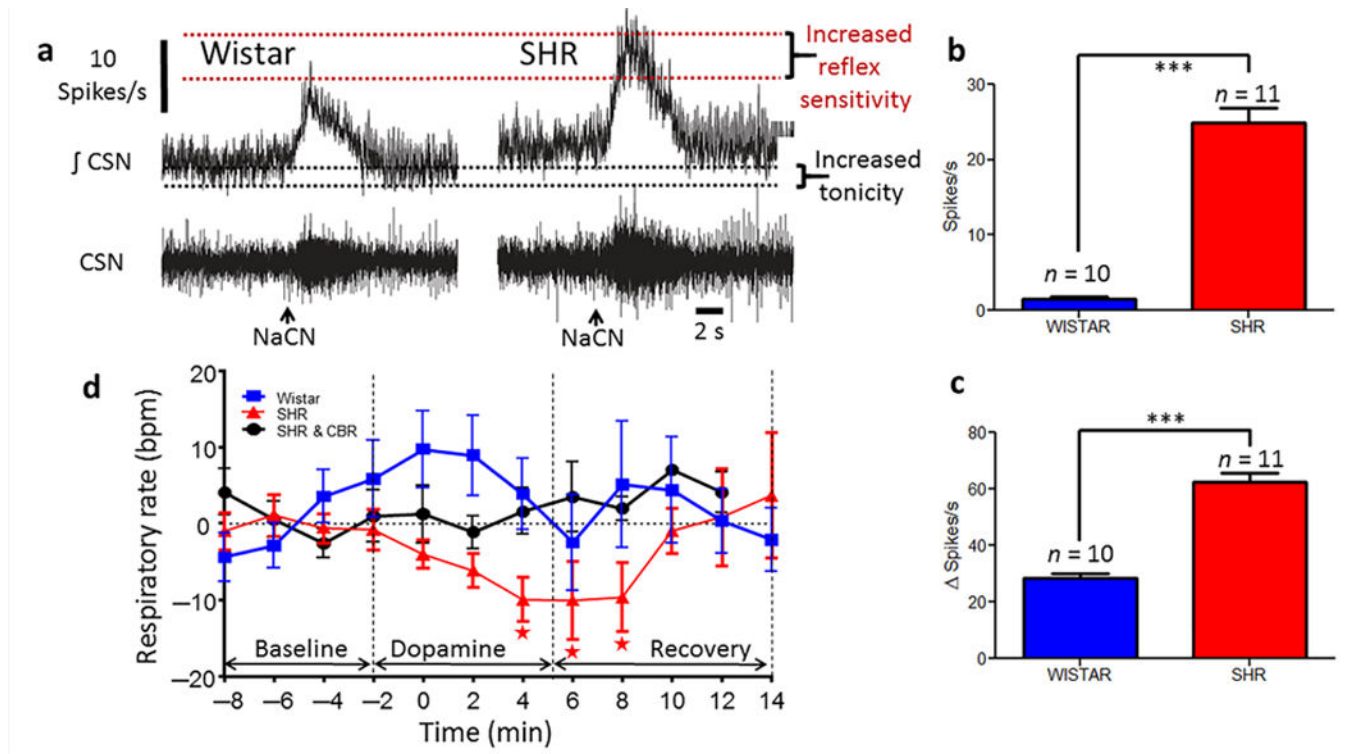 a
10
Spikes/s
Wistar
SHR
Increased
reflex
sensitivity
∫ CSN
Increased
tonicity
CSN
NaCN
NaCN
2 s
b
***
30
n = 11
20
Spikes/s
10
n = 10
0
WISTAR
SHR
c
***
80
n = 11
60
Δ Spikes/s
n = 10
40
20
0
WISTAR
SHR
d
20
Wistar
SHR
SHR & CBR
10
Respiratory rate (bpm)
0
–10
Baseline
Dopamine
Recovery
–20
–8 –6 –4 –2 0 2 4 6 8 10 12 14
Time (min)